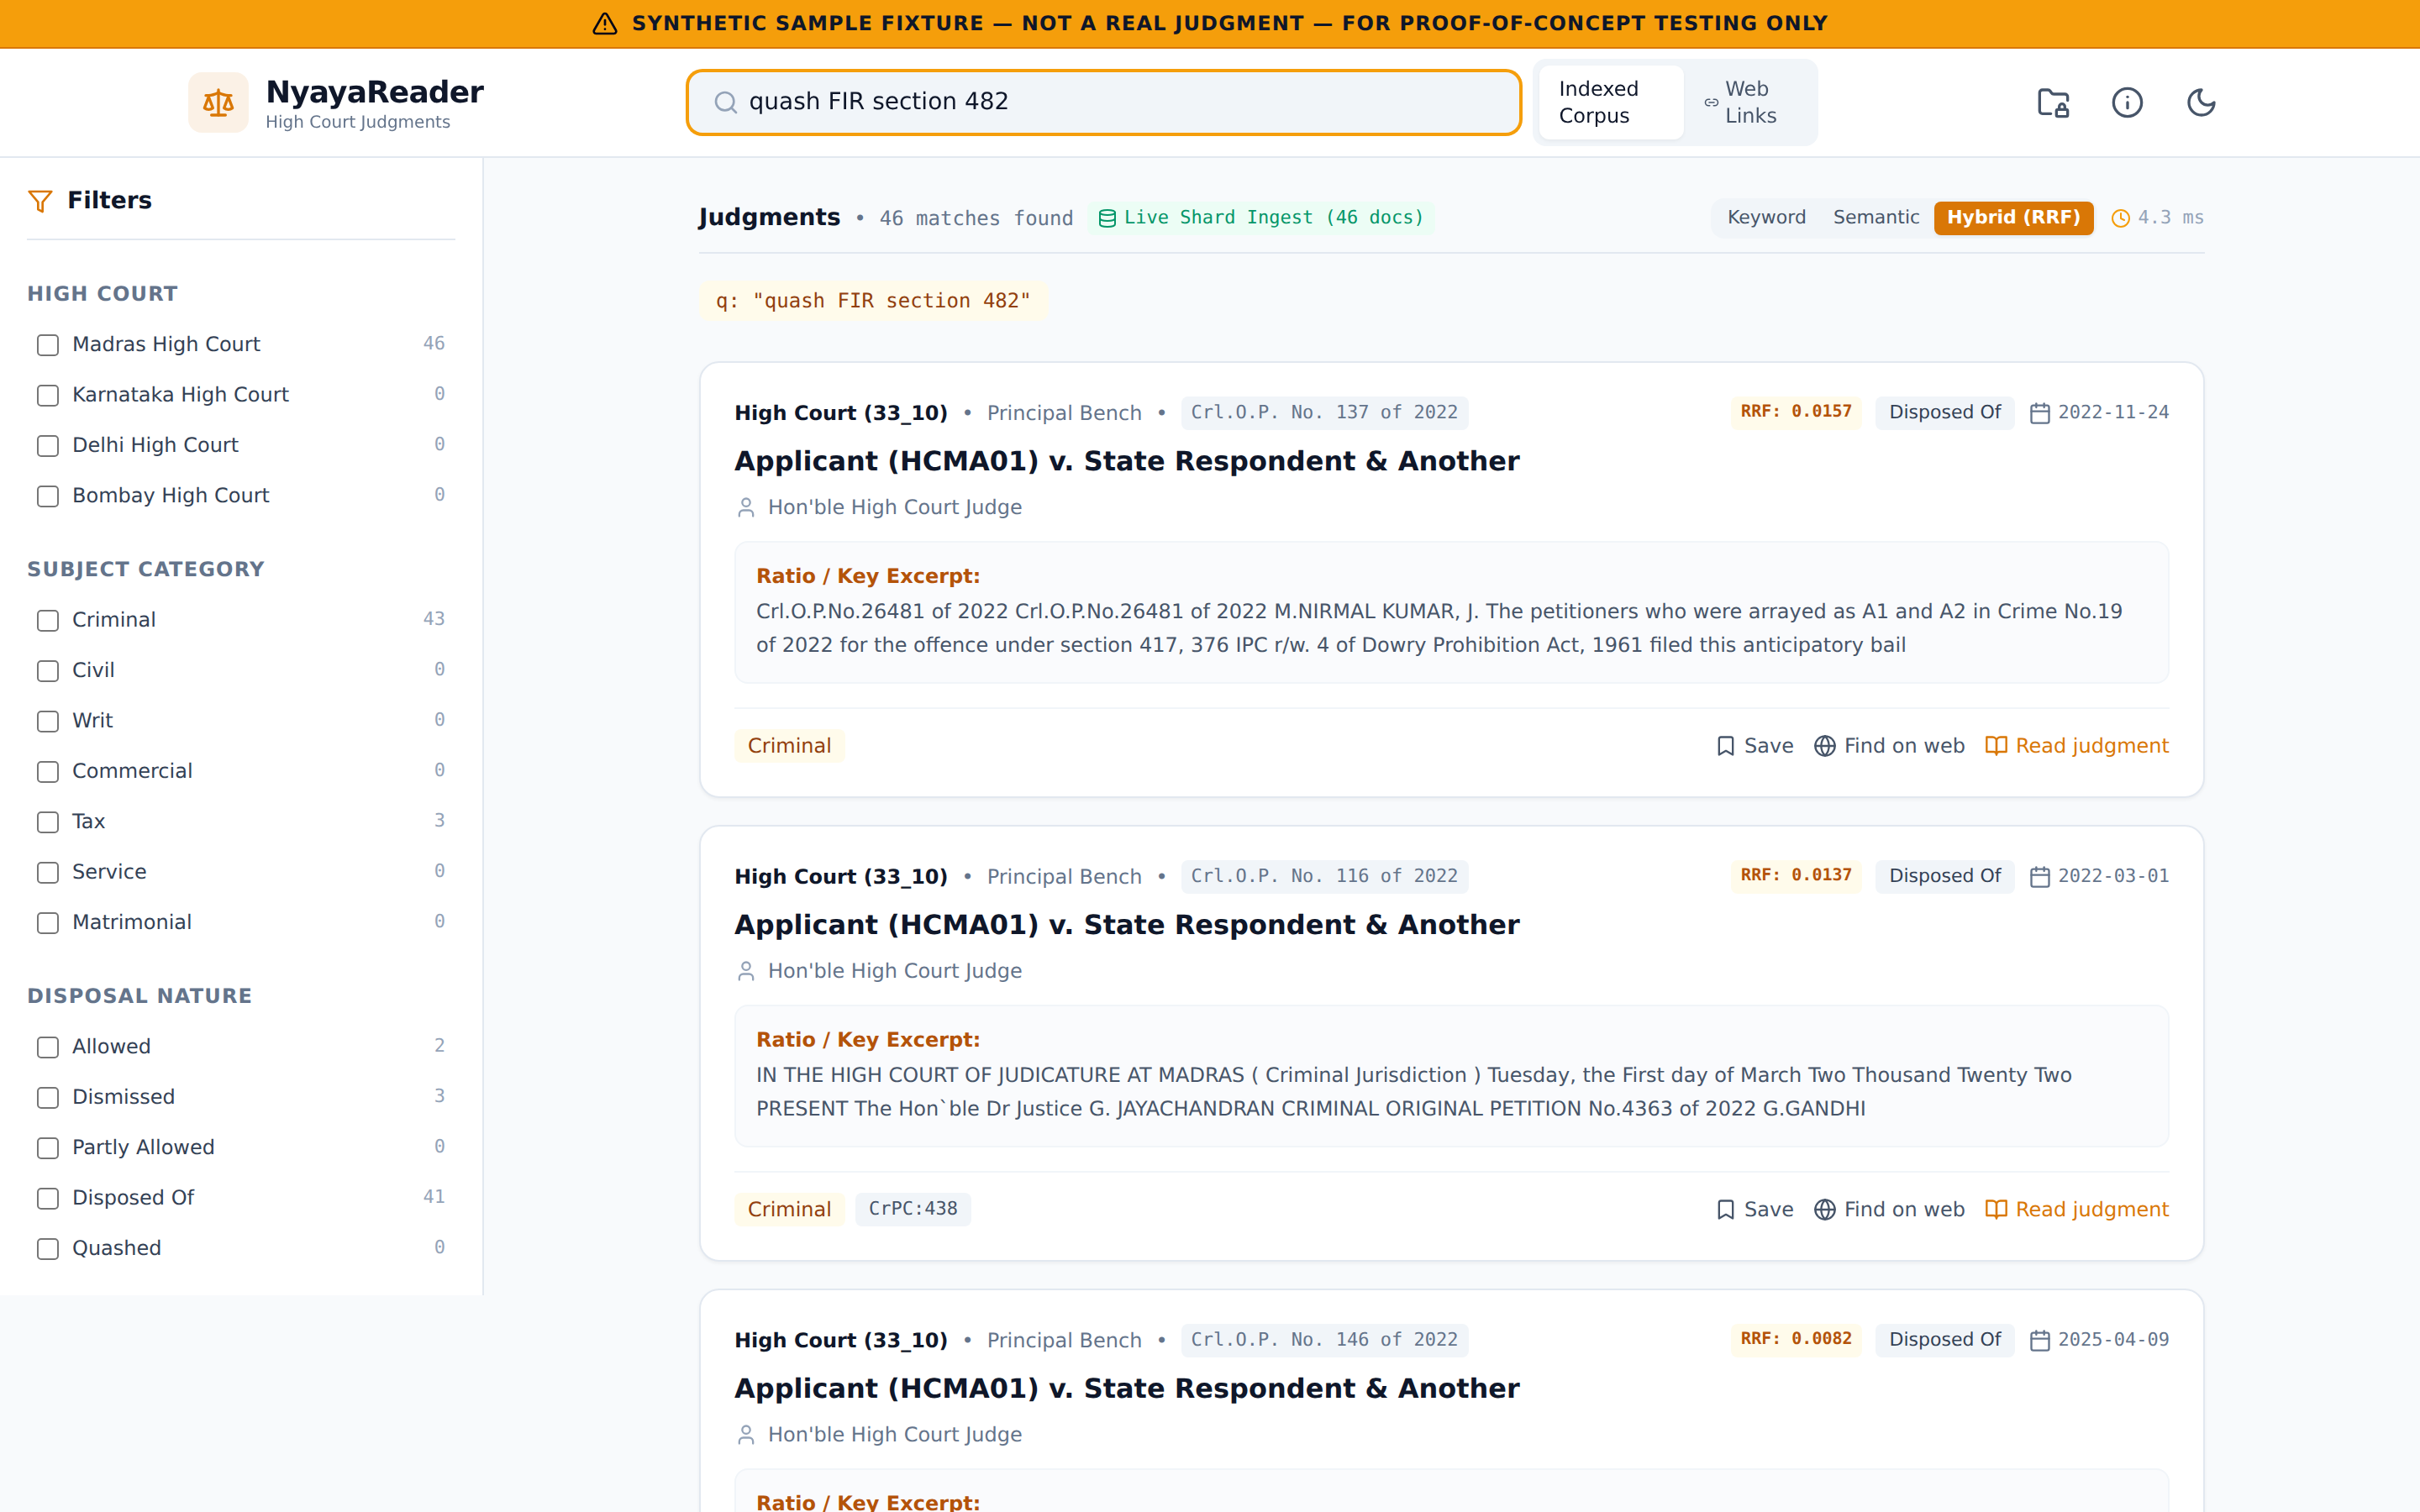 SYNTHETIC SAMPLE FIXTURE — NOT A REAL JUDGMENT — FOR PROOF-OF-CONCEPT TESTING ONLY
NyayaReader
High Court Judgments
quash FIR section 482
Indexed Corpus
Web Links
Filters
HIGH COURT
Madras High Court 46
Karnataka High Court 0
Delhi High Court 0
Bombay High Court 0
SUBJECT CATEGORY
Criminal 43
Civil 0
Writ 0
Commercial 0
Tax 3
Service 0
Matrimonial 0
DISPOSAL NATURE
Allowed 2
Dismissed 3
Partly Allowed 0
Disposed Of 41
Quashed 0
Judgments • 46 matches found Live Shard Ingest (46 docs) Keyword Semantic Hybrid (RRF) 4.3 ms
q: "quash FIR section 482"
High Court (33_10) • Principal Bench • Crl.O.P. No. 137 of 2022 RRF: 0.0157 Disposed Of 2022-11-24
Applicant (HCMA01) v. State Respondent & Another
Hon'ble High Court Judge
Ratio / Key Excerpt:
Crl.O.P.No.26481 of 2022 Crl.O.P.No.26481 of 2022 M.NIRMAL KUMAR, J. The petitioners who were arrayed as A1 and A2 in Crime No.19
of 2022 for the offence under section 417, 376 IPC r/w. 4 of Dowry Prohibition Act, 1961 filed this anticipatory bail
Criminal Save Find on web Read judgment
High Court (33_10) • Principal Bench • Crl.O.P. No. 116 of 2022 RRF: 0.0137 Disposed Of 2022-03-01
Applicant (HCMA01) v. State Respondent & Another
Hon'ble High Court Judge
Ratio / Key Excerpt:
IN THE HIGH COURT OF JUDICATURE AT MADRAS ( Criminal Jurisdiction ) Tuesday, the First day of March Two Thousand Twenty Two
PRESENT The Hon`ble Dr Justice G. JAYACHANDRAN CRIMINAL ORIGINAL PETITION No.4363 of 2022 G.GANDHI
Criminal CrPC:438 Save Find on web Read judgment
High Court (33_10) • Principal Bench • Crl.O.P. No. 146 of 2022 RRF: 0.0082 Disposed Of 2025-04-09
Applicant (HCMA01) v. State Respondent & Another
Hon'ble High Court Judge
Ratio / Key Excerpt: